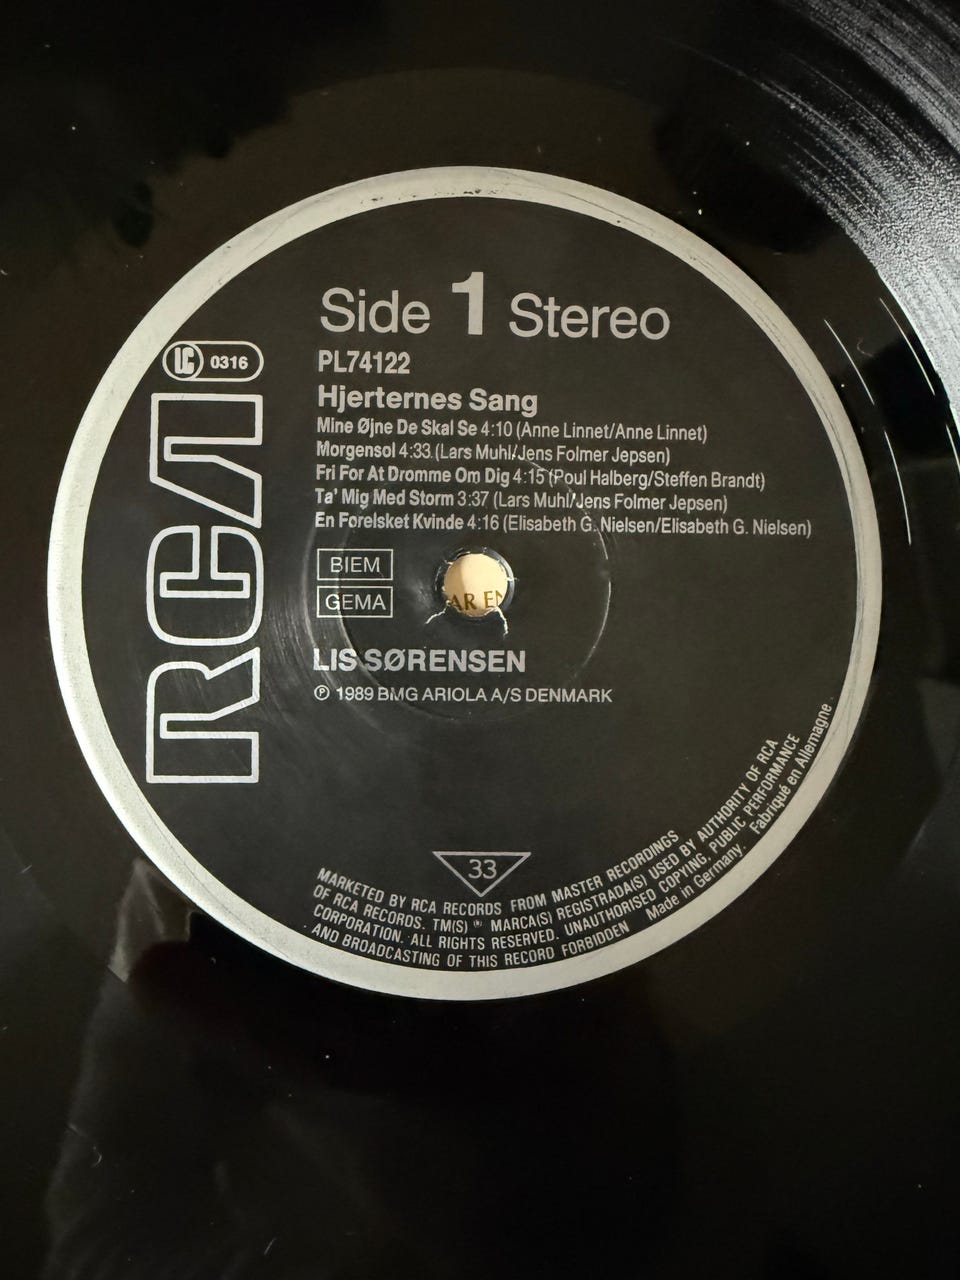 Side 1 Stereo
LC 0316
PL74122
Hjerternes Sang
Mine Øjne De Skal Se 4:10 (Anne Linnet/Anne Linnet)
Morgensol 4:33 (Lars Muhl/Jens Folmer Jepsen)
Fri For At Dromme Om Dig 4:15 (Poul Halberg/Steffen Brandt)
Ta' Mig Med Storm 3:37 (Lars Muhl/Jens Folmer Jepsen)
En Forelsket Kvinde 4:16 (Elisabeth G. Nielsen/Elisabeth G. Nielsen)
RCA
BIEM
GEMA
AR EN
LIS SØRENSEN
℗ 1989 BMG ARIOLA A/S DENMARK
33
MARKETED BY RCA RECORDS FROM MASTER RECORDINGS
OF RCA RECORDS. TM(S) ® MARCA(S) REGISTRADA(S) USED BY AUTHORITY OF RCA
CORPORATION. ALL RIGHTS RESERVED. UNAUTHORISED COPYING, PUBLIC PERFORMANCE
AND BROADCASTING OF THIS RECORD FORBIDDEN Made in Germany. Fabriqué en Allemagne